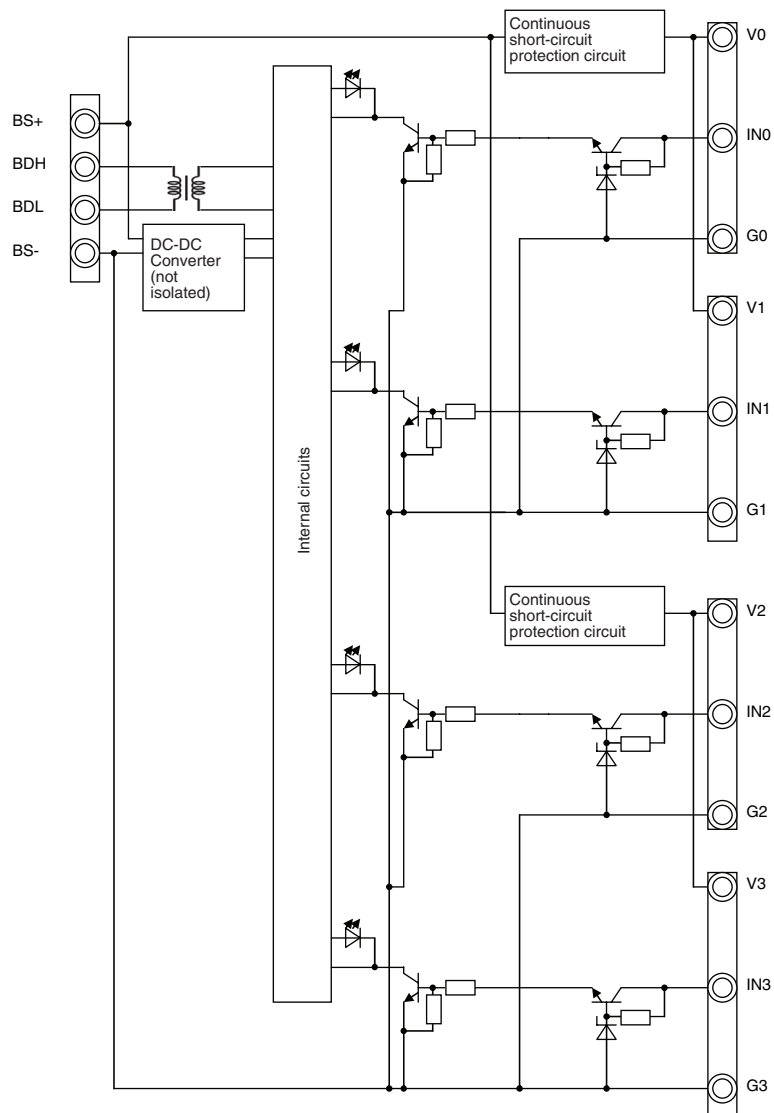 Continuous
short-circuit
protection circuit
V0
BS+
IN0
BDH
BDL
G0
BS-
DC-DC
Converter
(not
isolated)
V1
IN1
Internal circuits
G1
Continuous
short-circuit
protection circuit
V2
IN2
G2
V3
IN3
G3